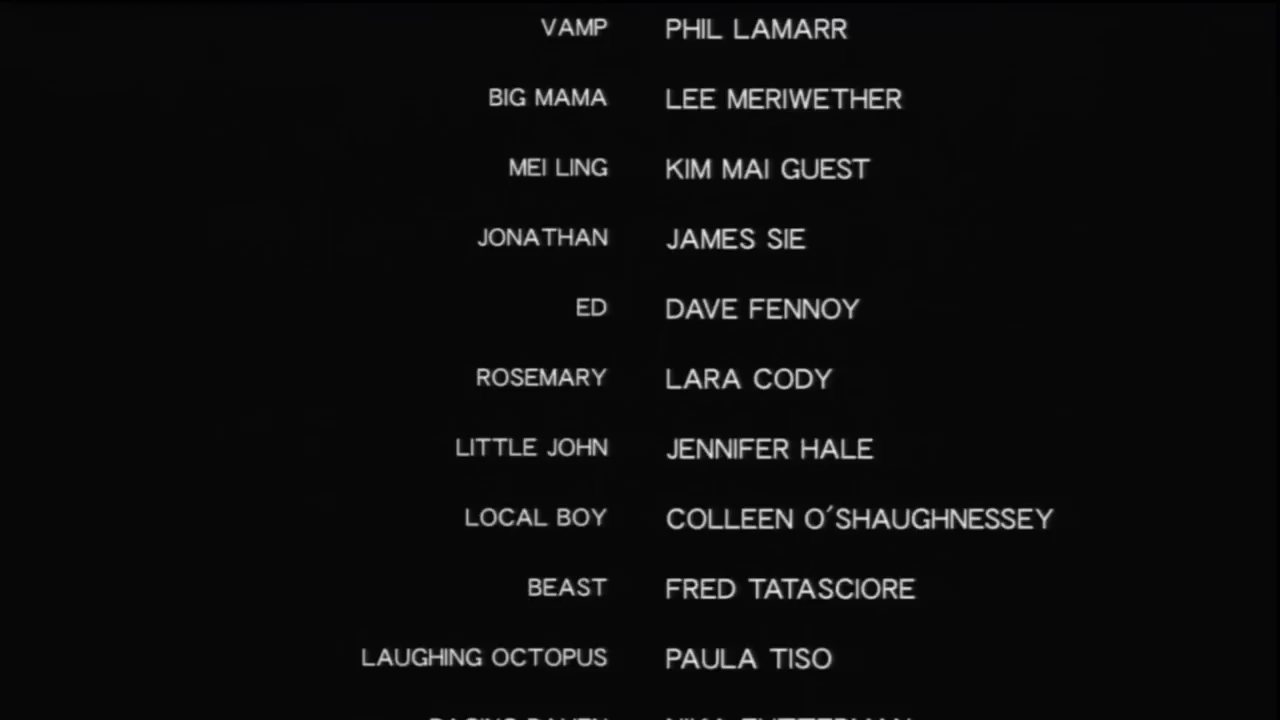 VAMP PHIL LAMARR
BIG MAMA LEE MERIWETHER
MEI LING KIM MAI GUEST
JONATHAN JAMES SIE
ED DAVE FENNOY
ROSEMARY LARA CODY
LITTLE JOHN JENNIFER HALE
LOCAL BOY COLLEEN O´SHAUGHNESSEY
BEAST FRED TATASCIORE
LAUGHING OCTOPUS PAULA TISO